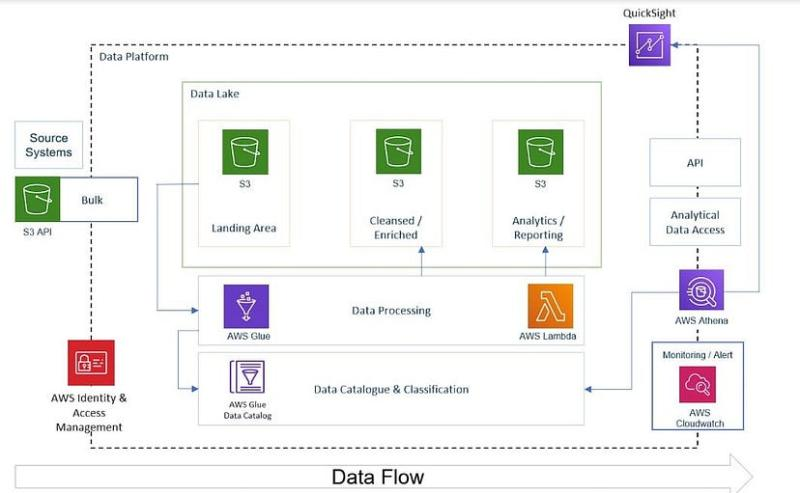 QuickSight
Data Platform
Data Lake
Source
Systems
S3
S3
S3
API
Bulk
S3 API
Landing Area
Cleansed /
Enriched
Analytics /
Reporting
Analytical
Data Access
Data Processing
AWS Glue
AWS Lambda
AWS Athena
Monitoring / Alert
AWS
Cloudwatch
AWS Identity &
Access
Management
Data Catalogue & Classification
AWS Glue
Data Catalog
Data Flow